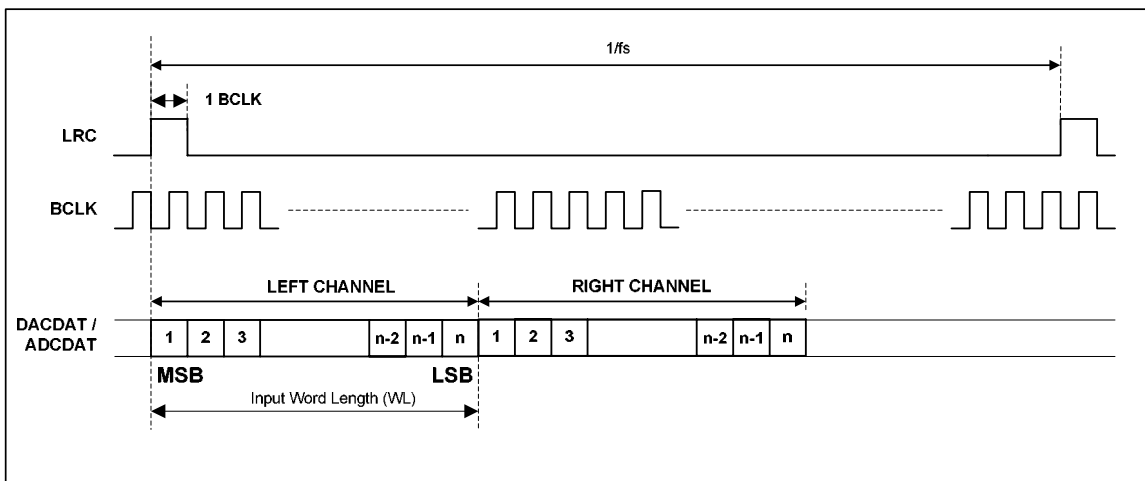 1/fs
1 BCLK
LRC
BCLK
LEFT CHANNEL RIGHT CHANNEL
DACDAT /
ADCDAT
1 2 3 n-2 n-1 n 1 2 3 n-2 n-1 n
MSB LSB
Input Word Length (WL)